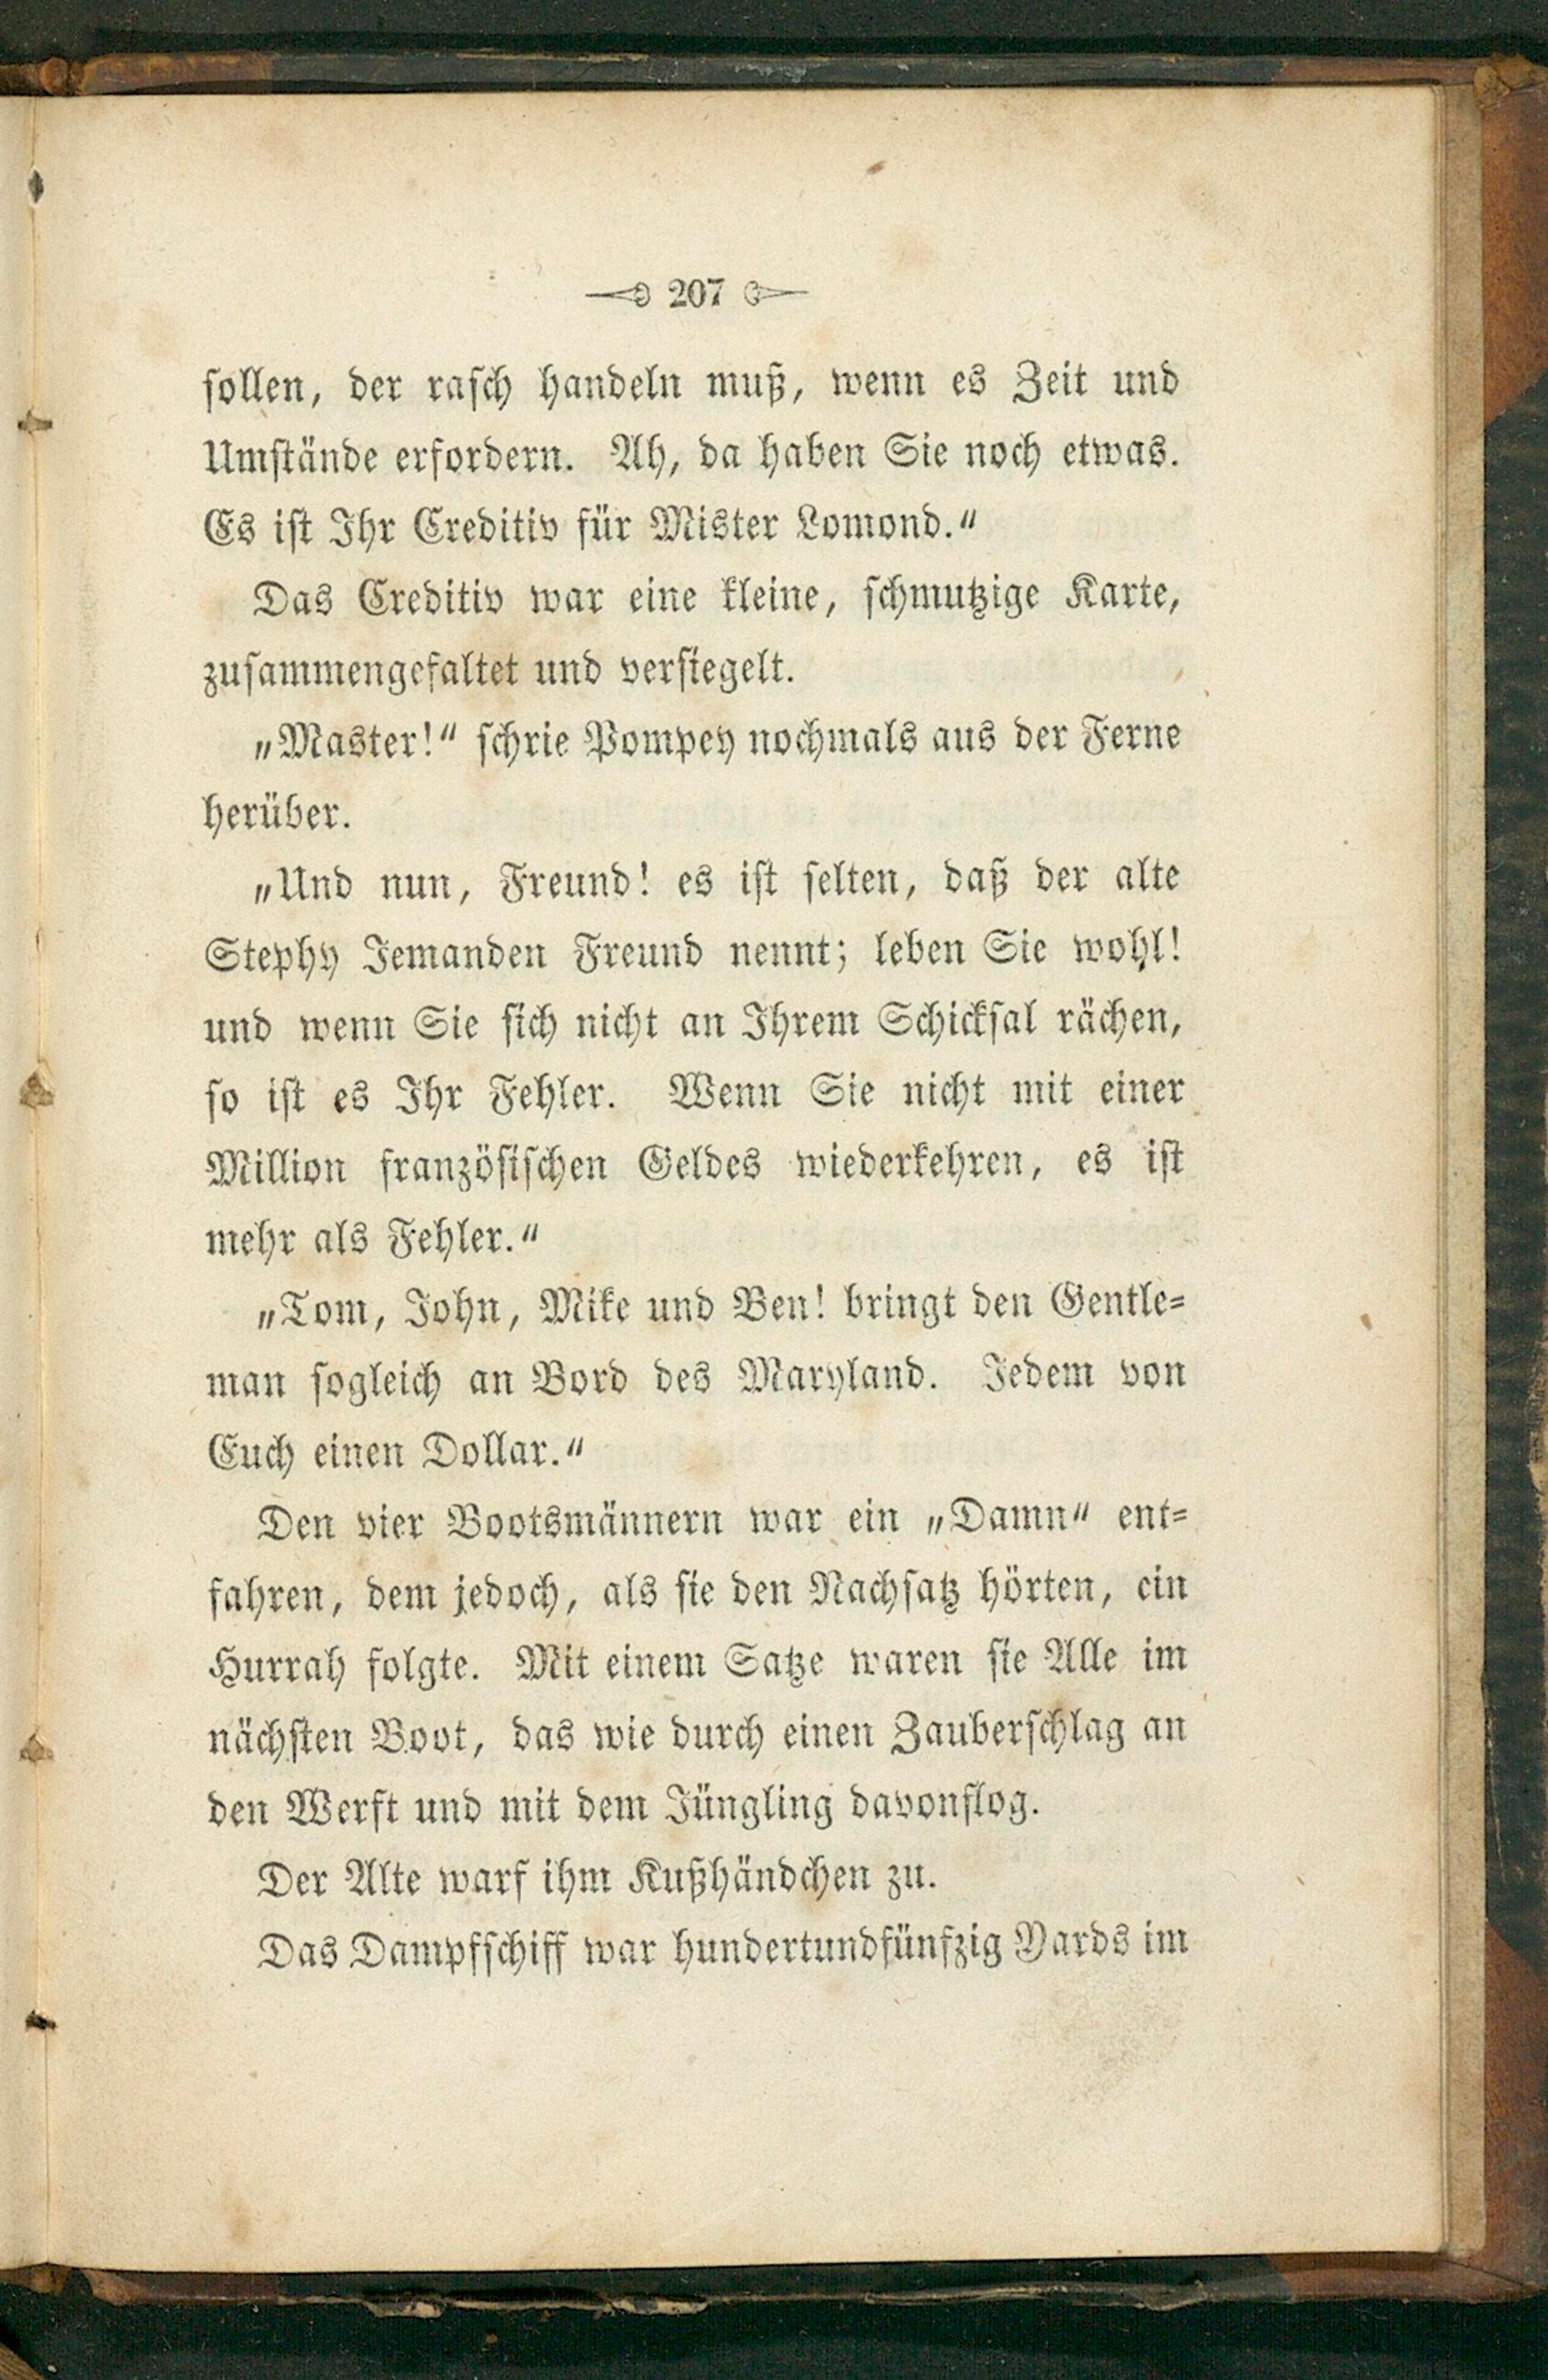 207
sollen, der rasch handeln muß, wenn es Zeit und
Umstände erfordern. Ah, da haben Sie noch etwas.
Es ist Ihr Creditiv für Mister Lomond."
Das Creditiv war eine kleine, schmutzige Karte,
zusammengefaltet und versiegelt.
„Master!" schrie Pompey nochmals aus der Ferne
herüber.
„Und nun, Freund! es ist selten, daß der alte
Stephy Jemanden Freund nennt; leben Sie wohl!
und wenn Sie sich nicht an Ihrem Schicksal rächen,
so ist es Ihr Fehler. Wenn Sie nicht mit einer
Million französischen Geldes wiederkehren, es ist
mehr als Fehler."
„Tom, John, Mike und Ben! bringt den Gentle-
man sogleich an Bord des Maryland. Jedem von
Euch einen Dollar."
Den vier Bootsmännern war ein „Damn" ent-
fahren, dem jedoch, als sie den Nachsatz hörten, ein
Hurrah folgte. Mit einem Satze waren sie Alle im
nächsten Boot, das wie durch einen Zauberschlag an
den Werft und mit dem Jüngling davonflog.
Der Alte warf ihm Kußhändchen zu.
Das Dampfschiff war hundertundfünfzig Yards im